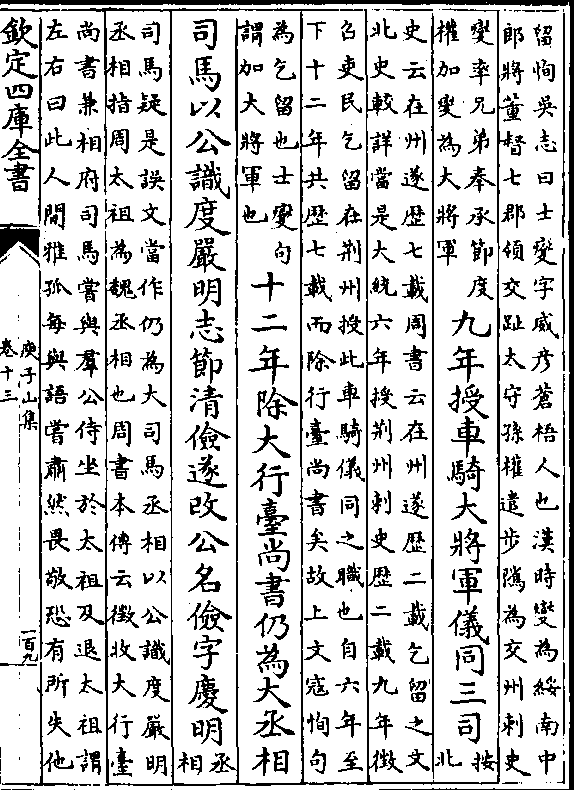 留恂吳志曰士燮字威彦蒼梧人也漢時燮為綏南中
郎將董督七郡領交趾太守孫權遣步隲為交州刺史
燮率兄弟奉承節度
權加燮為大將軍
九年授車騎大將軍儀同三司
按
北
史云在州遂歴七載周書云在州遂歴二載乞留之文
北史較詳當是大統六年授荆州刺史歴二載九年徵
㕥吏民乞留在荆州授此車騎儀同之職也自六年至
下十二年共歴七載而除行臺尚書矣故上文寇恂句
為乞留也士燮句
謂加大將軍也
十二年除大行臺尚書仍為大丞相
司馬以公識度嚴明志節清儉遂改公名儉字慶明
丞
相
司馬疑是誤文當作仍為大司馬丞相以公識度嚴明
丞相指周太祖為魏丞相也周書本傳云徵收大行臺
尚書兼相府司馬嘗與羣公侍坐於太祖及退太祖謂
左右曰此人間雅孤每與語嘗肅然畏敬恐有所失他
欽定四庫全書
庾子山集
卷十三
一百九